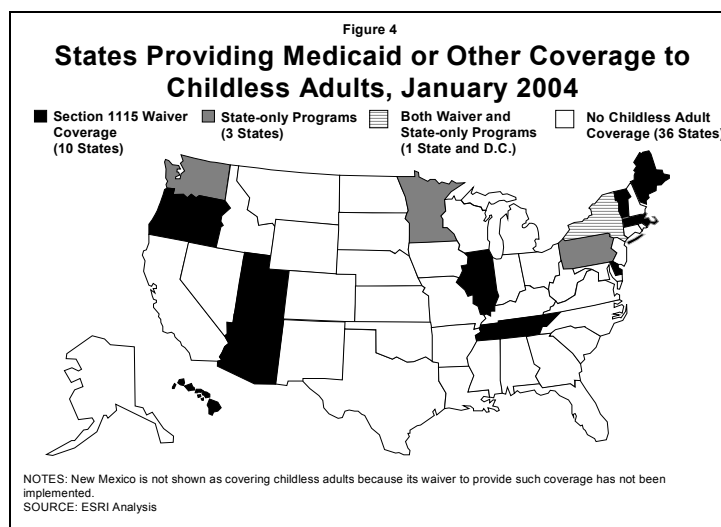 Figure 4
States Providing Medicaid or Other Coverage to
Childless Adults, January 2004
Section 1115 Waiver
Coverage
(10 States)
State-only Programs
(3 States)
Both Waiver and
State-only Programs
(1 State and D.C.)
No Childless Adult
Coverage (36 States)
NOTES: New Mexico is not shown as covering childless adults because its waiver to provide such coverage has not been
implemented.
SOURCE: ESRI Analysis